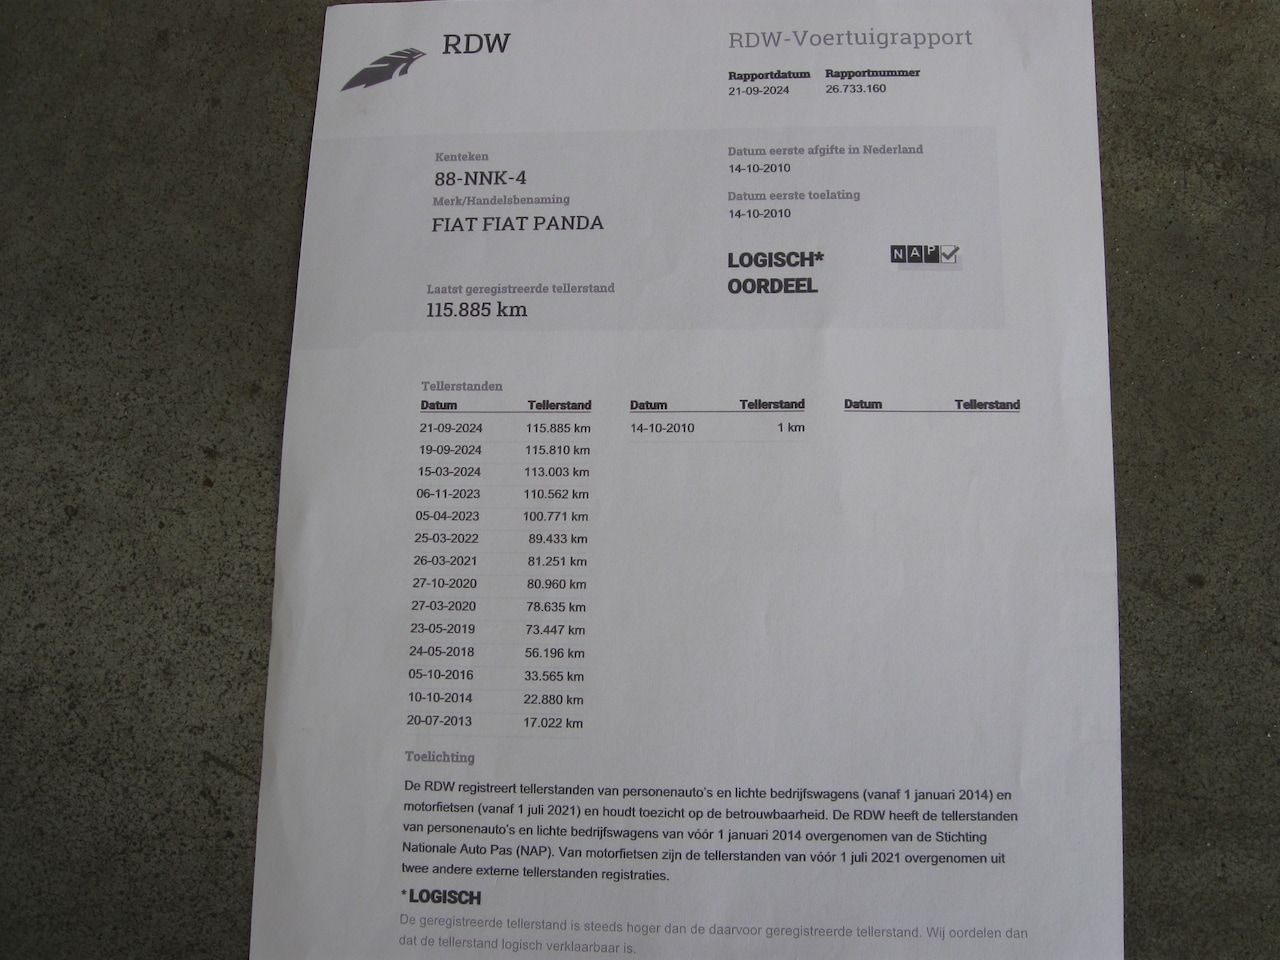 RDW
RDW-Voertuigrapport
Rapportdatum Rapportnummer
21-09-2024 26.733.160
Kenteken
88-NNK-4
Merk/Handelsbenaming
FIAT FIAT PANDA
Laatst geregistreerde tellerstand
115.885 km
Datum eerste afgifte in Nederland
14-10-2010
Datum eerste toelating
14-10-2010
LOGISCH*
OORDEEL
NAP
Tellerstanden
Datum Tellerstand Datum Tellerstand Datum Tellerstand
21-09-2024 115.885 km 14-10-2010 1 km
19-09-2024 115.810 km
15-03-2024 113.003 km
06-11-2023 110.562 km
05-04-2023 100.771 km
25-03-2022 89.433 km
26-03-2021 81.251 km
27-10-2020 80.960 km
27-03-2020 78.635 km
23-05-2019 73.447 km
24-05-2018 56.196 km
05-10-2016 33.565 km
10-10-2014 22.880 km
20-07-2013 17.022 km
Toelichting
De RDW registreert tellerstanden van personenauto's en lichte bedrijfswagens (vanaf 1 januari 2014) en
motorfietsen (vanaf 1 juli 2021) en houdt toezicht op de betrouwbaarheid. De RDW heeft de tellerstanden
van personenauto's en lichte bedrijfswagens van vóór 1 januari 2014 overgenomen van de Stichting
Nationale Auto Pas (NAP). Van motorfietsen zijn de tellerstanden van vóór 1 juli 2021 overgenomen uit
twee andere externe tellerstanden registraties.
*LOGISCH
De geregistreerde tellerstand is steeds hoger dan de daarvoor geregistreerde tellerstand. Wij oordelen dan
dat de tellerstand logisch verklaarbaar is.